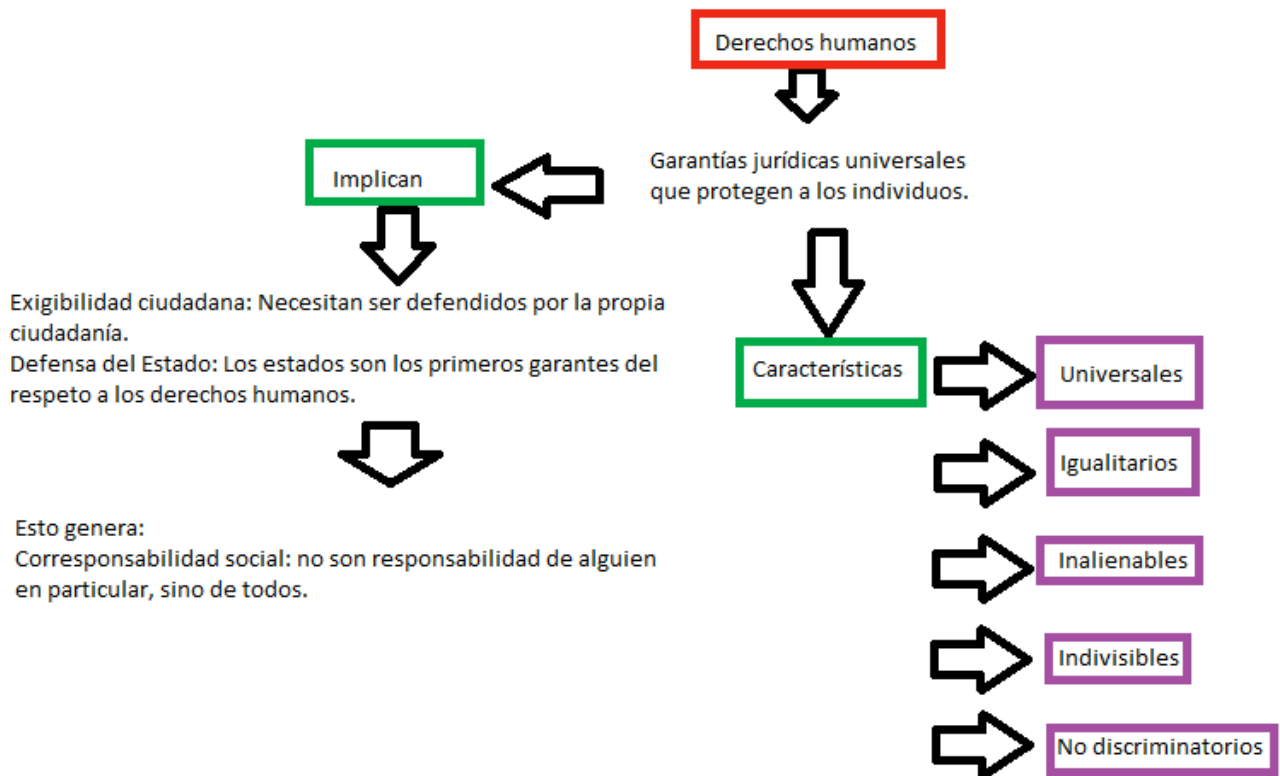 Derechos humanos
Garantías jurídicas universales
que protegen a los individuos.
Implican
Exigibilidad ciudadana: Necesitan ser defendidos por la propia
ciudadanía.
Defensa del Estado: Los estados son los primeros garantes del
respeto a los derechos humanos.
Esto genera:
Corresponsabilidad social: no son responsabilidad de alguien
en particular, sino de todos.
Característícas
Universales
Igualitarios
Inalienables
Indivisibles
No discriminatorios